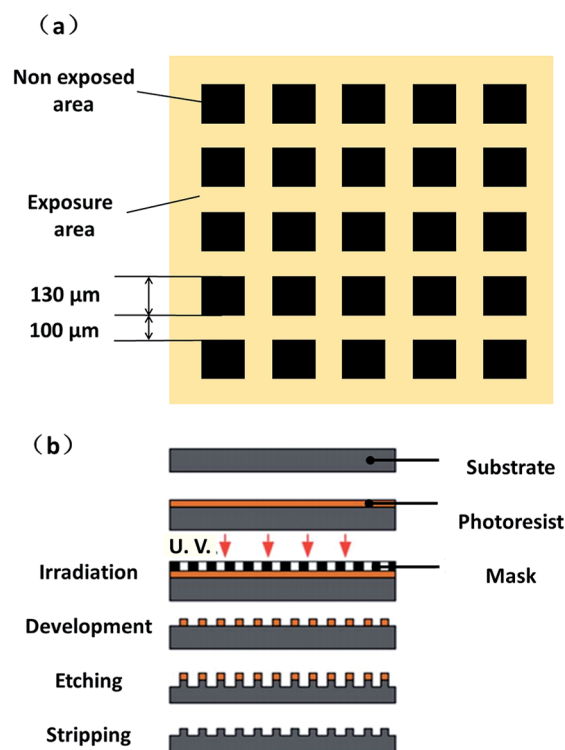 （a）
Non exposed
area
Exposure
area
130 μm
100 μm
（b）
Substrate
Photoresist
U. V.
Irradiation
Mask
Development
Etching
Stripping